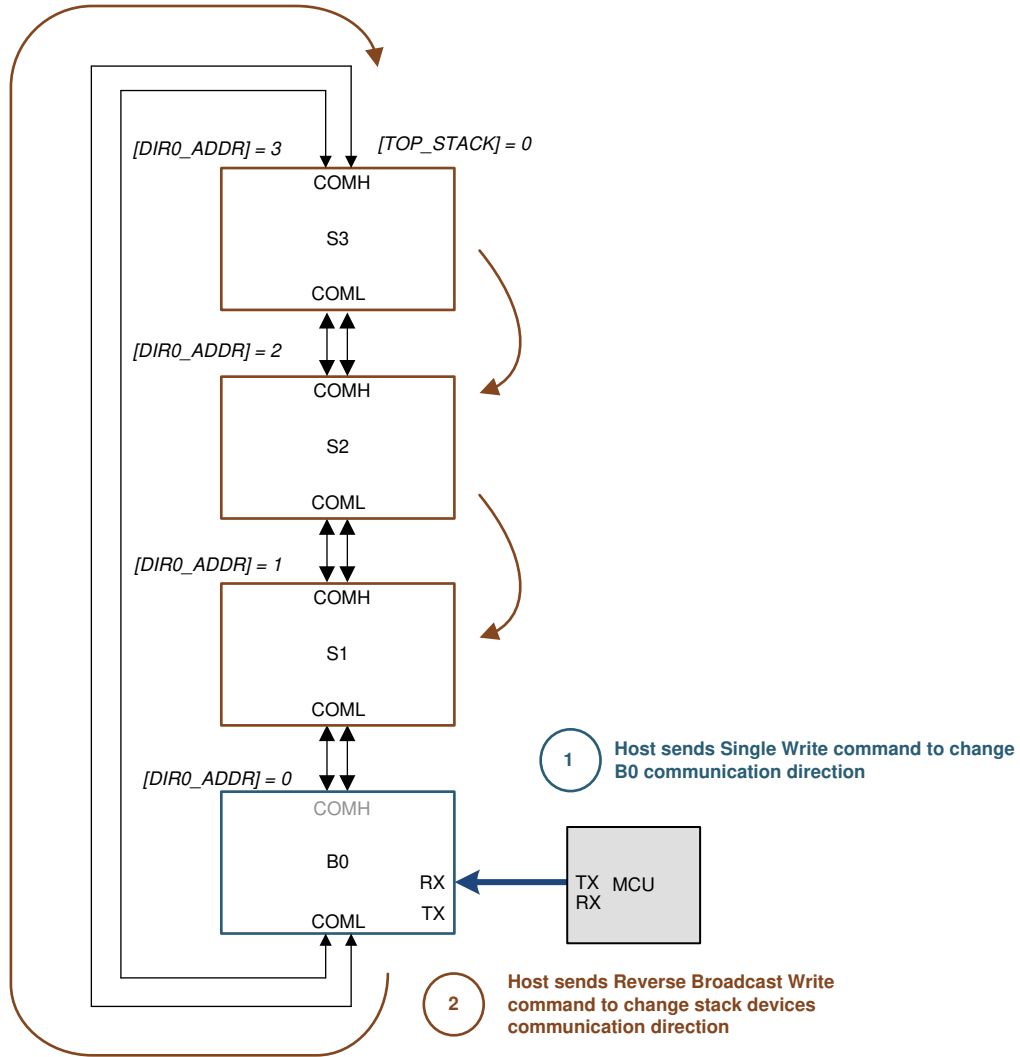 [DIR0_ADDR] = 3
[TOP_STACK] = 0
COMH
S3
COML
[DIR0_ADDR] = 2
COMH
S2
COML
[DIR0_ADDR] = 1
COMH
S1
COML
1
Host sends Single Write command to change
B0 communication direction
[DIR0_ADDR] = 0
COMH
B0
RX
TX
COML
TX MCU
RX
2
Host sends Reverse Broadcast Write
command to change stack devices
communication direction